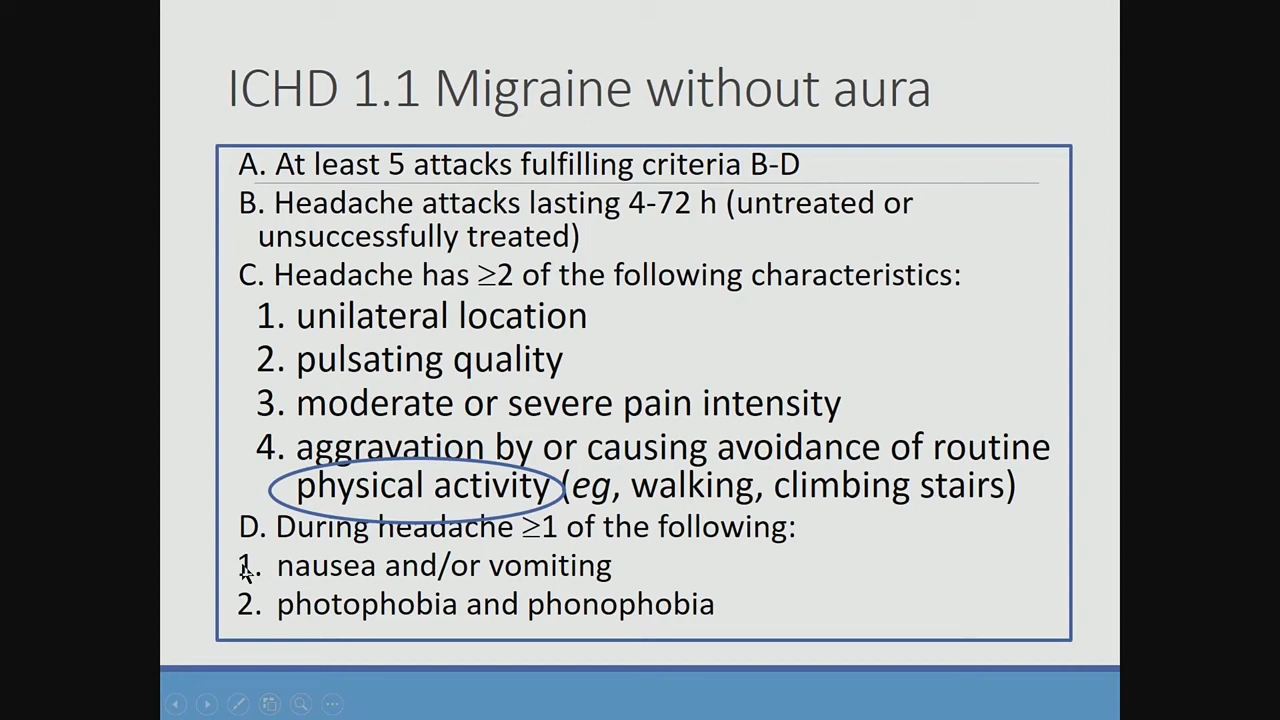 ICHD 1.1 Migraine without aura
A. At least 5 attacks fulfilling criteria B-D
B. Headache attacks lasting 4-72 h (untreated or
unsuccessfully treated)
C. Headache has ≥2 of the following characteristics:
1. unilateral location
2. pulsating quality
3. moderate or severe pain intensity
4. aggravation by or causing avoidance of routine
physical activity (eg, walking, climbing stairs)
D. During headache ≥1 of the following:
1. nausea and/or vomiting
2. photophobia and phonophobia